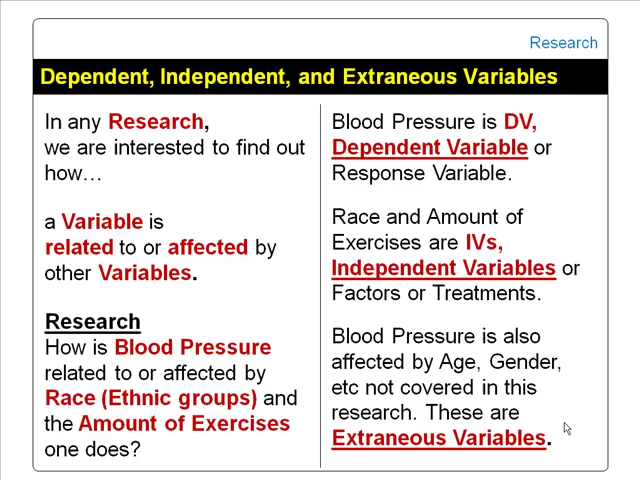 Research
Dependent, Independent, and Extraneous Variables
In any Research,
we are interested to find out
how…
a Variable is
related to or affected by
other Variables.
Research
How is Blood Pressure
related to or affected by
Race (Ethnic groups) and
the Amount of Exercises
one does?
Blood Pressure is DV,
Dependent Variable or
Response Variable.
Race and Amount of
Exercises are IVs,
Independent Variables or
Factors or Treatments.
Blood Pressure is also
affected by Age, Gender,
etc not covered in this
research. These are
Extraneous Variables.